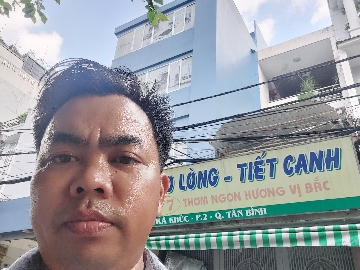 LÒNG - TIẾT CANH
THƠM NGON HƯƠNG VỊ BẮC
P.2 - Q. TÂN BÌNH